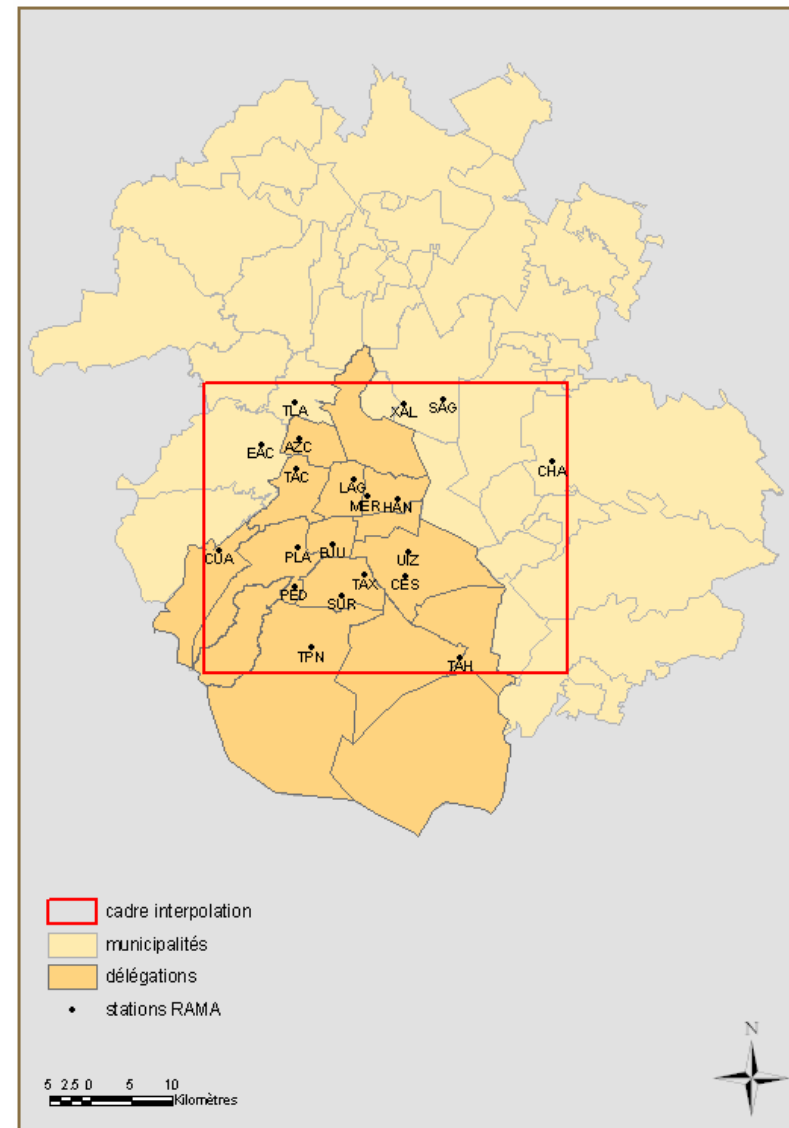 TLA
XAL
SAG
EAC
AZC
CHA
TAC
LAG
MER
HAN
CUA
PLA
BJU
UIZ
TAX
CES
PED
SUR
TPN
TAH
cadre interpolation
municipalités
délégations
stations RAMA
N
5 2.5 0 5 10
Kilomètres